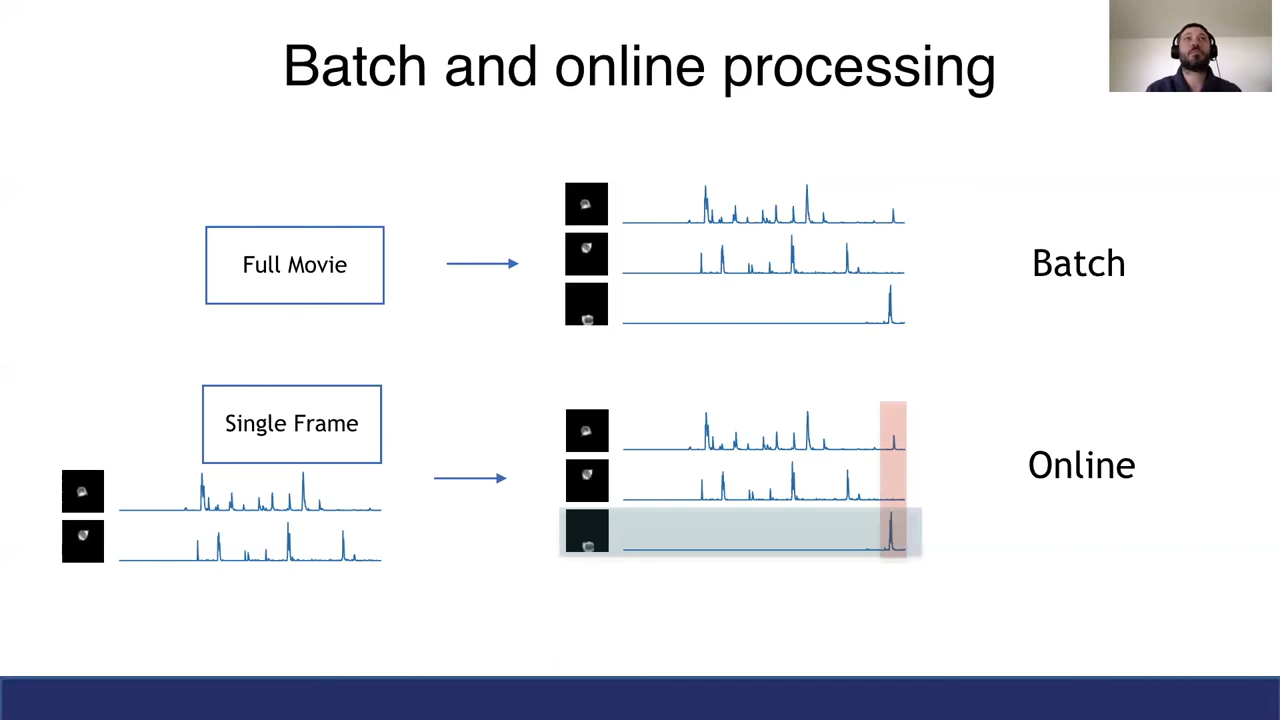 Batch and online processing
Full Movie
Batch
Single Frame
Online